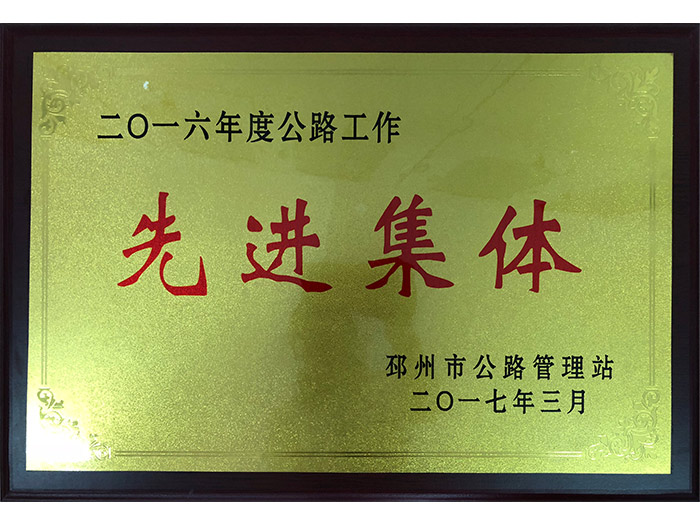 二〇一六年度公路工作
先进集体
邳州市公路管理站
二〇一七年三月